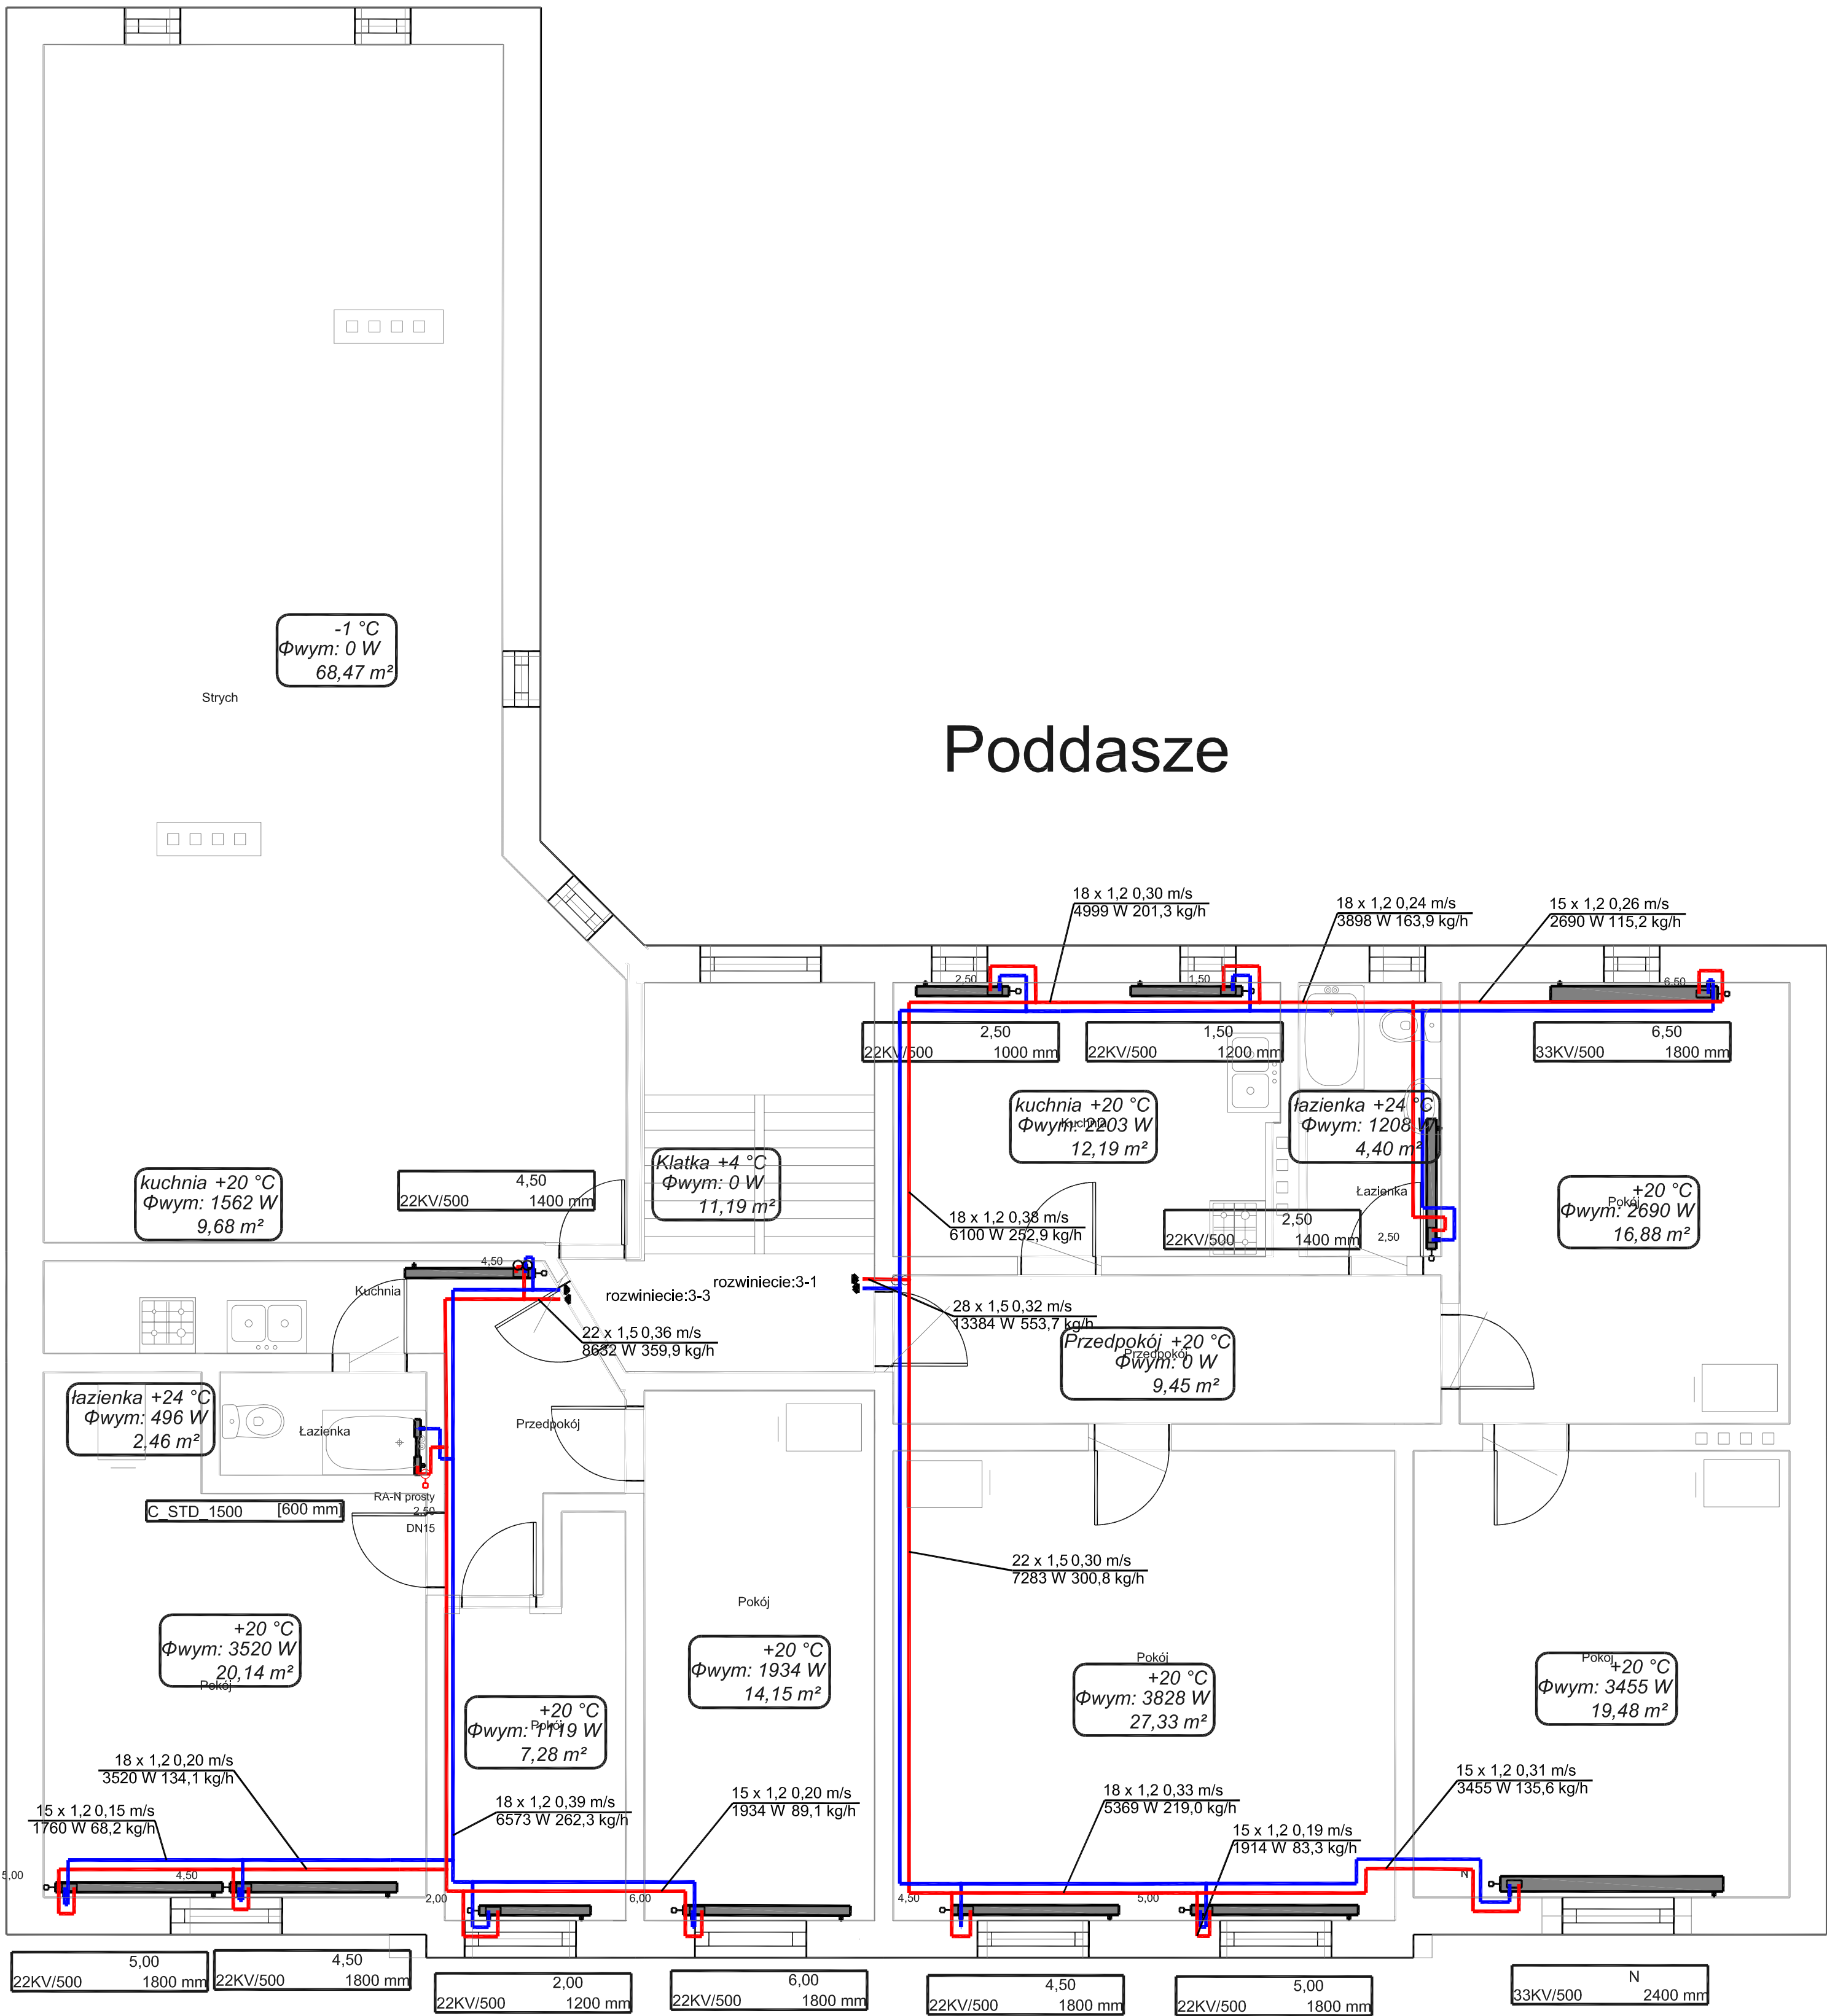 -1 °C
Φwym: 0 W
68,47 m²
Strych
Poddasze
18 x 1,2 0,30 m/s
4999 W 201,3 kg/h
18 x 1,2 0,24 m/s
3898 W 163,9 kg/h
15 x 1,2 0,26 m/s
2690 W 115,2 kg/h
2,50
1,50
6,50
2,50
22KV/500 1000 mm
1,50
22KV/500 1200 mm
6,50
33KV/500 1800 mm
kuchnia +20 °C
Kuchnia
Φwym: 2203 W
12,19 m²
łazienka +24 °C
Φwym: 1208 W
4,40 m²
Łazienka
Klatka +4 °C
Φwym: 0 W
11,19 m²
kuchnia +20 °C
Φwym: 1562 W
9,68 m²
4,50
22KV/500 1400 mm
+20 °C
Pokój
Φwym: 2690 W
16,88 m²
18 x 1,2 0,38 m/s
6100 W 252,9 kg/h
2,50
22KV/500 1400 mm
2,50
4,50
Kuchnia
rozwiniecie:3-1
rozwiniecie:3-3
28 x 1,5 0,32 m/s
13384 W 553,7 kg/h
22 x 1,5 0,36 m/s
8632 W 359,9 kg/h
Przedpokój +20 °C
Przedpokój
Φwym: 0 W
9,45 m²
łazienka +24 °C
Φwym: 496 W
2,46 m²
Łazienka
Przedpokój
RA-N prosty
2,50
DN15
C_STD_1500 [600 mm]
22 x 1,5 0,30 m/s
7283 W 300,8 kg/h
Pokój
+20 °C
Φwym: 3520 W
20,14 m²
Pokój
+20 °C
Φwym: 1934 W
14,15 m²
Pokój
+20 °C
Φwym: 3828 W
27,33 m²
Pokój
+20 °C
Φwym: 3455 W
19,48 m²
+20 °C
Pokój
Φwym: 1119 W
7,28 m²
18 x 1,2 0,20 m/s
3520 W 134,1 kg/h
15 x 1,2 0,15 m/s
1760 W 68,2 kg/h
18 x 1,2 0,39 m/s
6573 W 262,3 kg/h
15 x 1,2 0,20 m/s
1934 W 89,1 kg/h
18 x 1,2 0,33 m/s
5369 W 219,0 kg/h
15 x 1,2 0,19 m/s
1914 W 83,3 kg/h
15 x 1,2 0,31 m/s
3455 W 135,6 kg/h
5,00
4,50
2,00
6,00
4,50
5,00
N
5,00
22KV/500 1800 mm
4,50
22KV/500 1800 mm
2,00
22KV/500 1200 mm
6,00
22KV/500 1800 mm
4,50
22KV/500 1800 mm
5,00
22KV/500 1800 mm
N
33KV/500 2400 mm